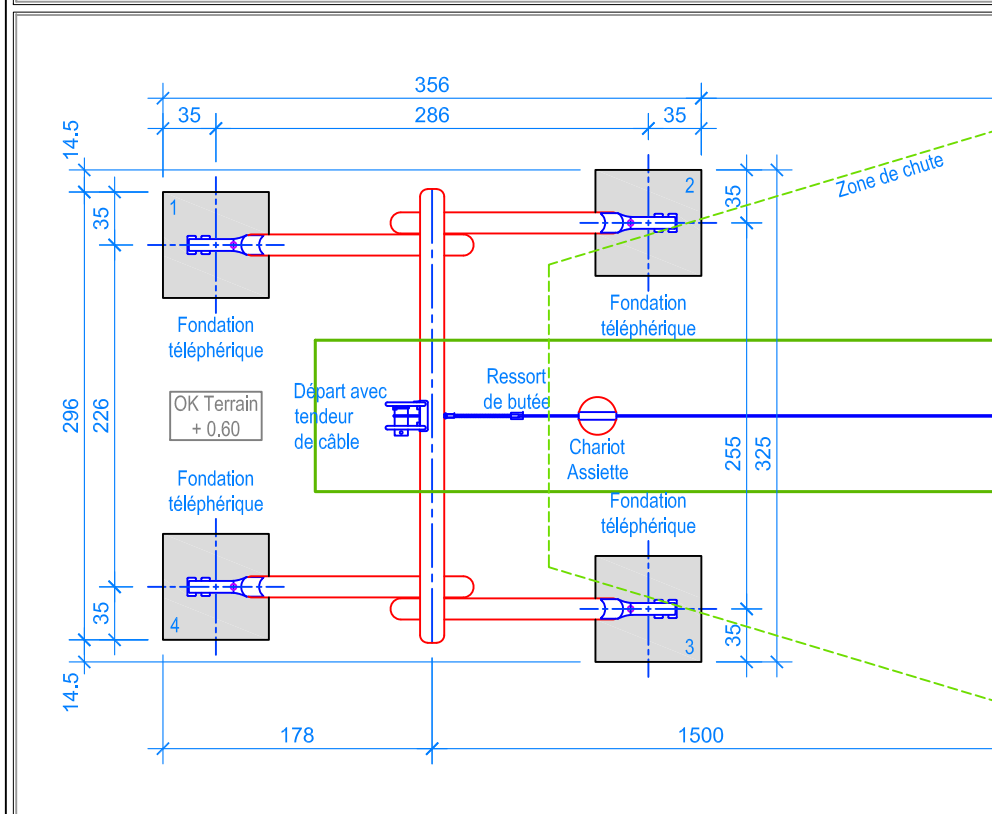 356
35
286
35
14.5
1
2
35
35
Zone de chute
Fondation
téléphérique
Fondation
téléphérique
OK Terrain
+ 0.60
Départ avec
tendeur
de câble
Ressort
de butée
Chariot
Assiette
296
226
255
325
Fondation
téléphérique
Fondation
téléphérique
4
3
35
35
14.5
178
1500